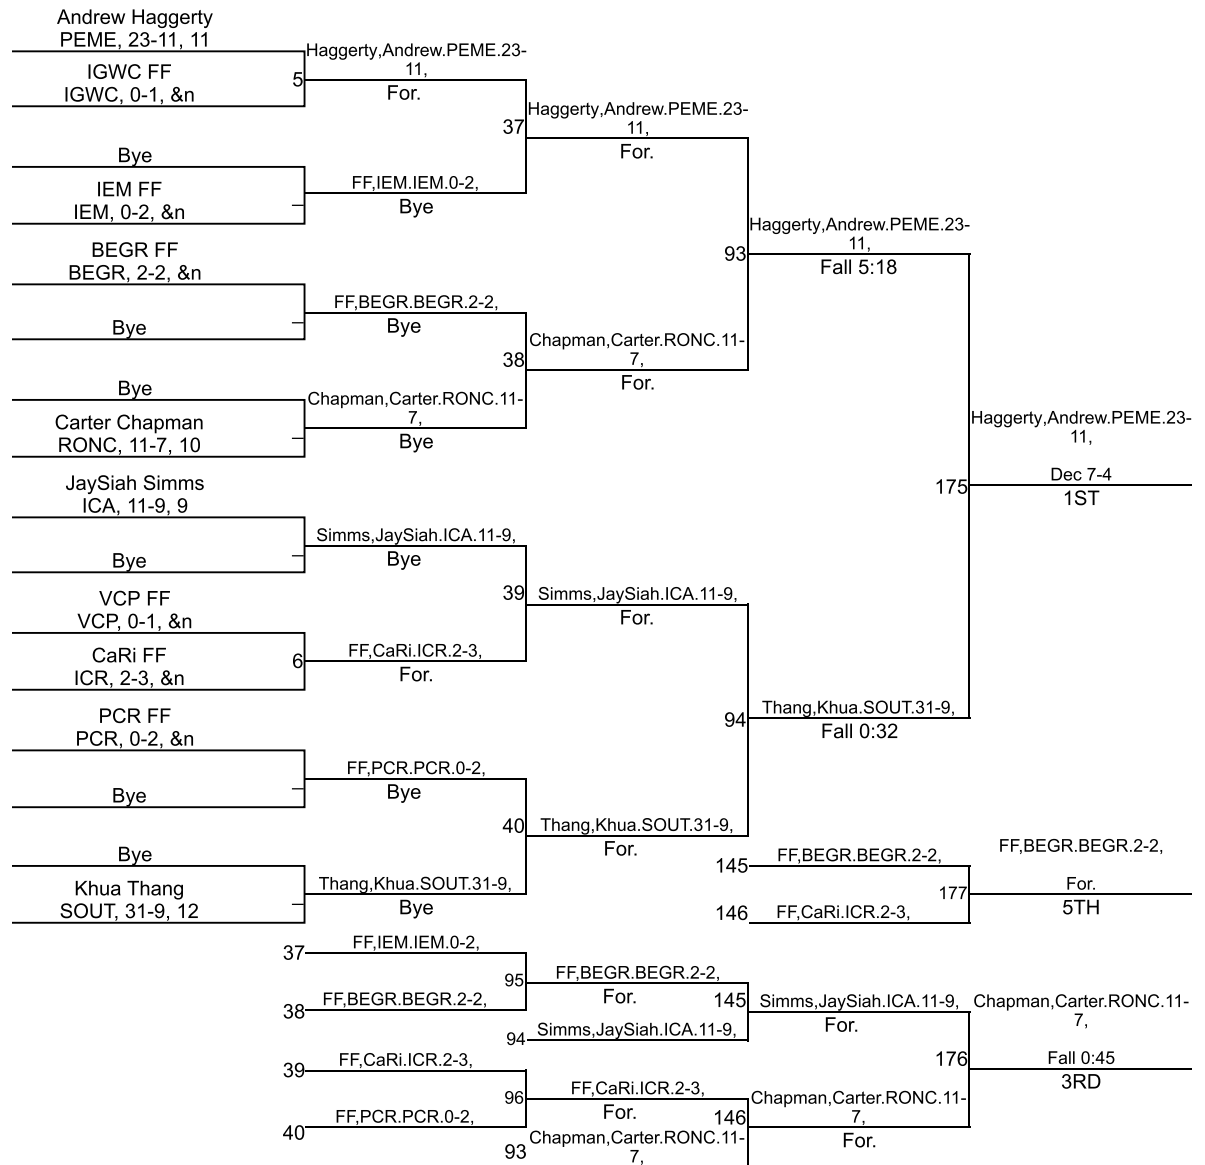 Andrew Haggerty
PEME, 23-11, 11
IGWC FF
IGWC, 0-1, &n
Bye
IEM FF
IEM, 0-2, &n
BEGR FF
BEGR, 2-2, &n
Bye
Bye
Carter Chapman
RONC, 11-7, 10
JaySiah Simms
ICA, 11-9, 9
Bye
VCP FF
VCP, 0-1, &n
CaRi FF
ICR, 2-3, &n
PCR FF
PCR, 0-2, &n
Bye
Bye
Khua Thang
SOUT, 31-9, 12
5
6
Haggerty,Andrew.PEME.23-
11,
For.
FF,IEM.IEM.0-2,
Bye
FF,BEGR.BEGR.2-2,
Bye
Chapman,Carter.RONC.11-
7,
Bye
Simms,JaySiah.ICA.11-9,
Bye
FF,CaRi.ICR.2-3,
For.
FF,PCR.PCR.0-2,
Bye
Thang,Khua.SOUT.31-9,
Bye
37
38
39
40
Haggerty,Andrew.PEME.23-
11,
For.
Chapman,Carter.RONC.11-
7,
For.
Simms,JaySiah.ICA.11-9,
For.
Thang,Khua.SOUT.31-9,
For.
93
94
Haggerty,Andrew.PEME.23-
11,
Fall 5:18
Thang,Khua.SOUT.31-9,
Fall 0:32
175
Haggerty,Andrew.PEME.23-
11,
Dec 7-4
1ST
145
FF,BEGR.BEGR.2-2,
146
FF,CaRi.ICR.2-3,
177
FF,BEGR.BEGR.2-2,
For.
5TH
37
FF,IEM.IEM.0-2,
38
FF,BEGR.BEGR.2-2,
39
FF,CaRi.ICR.2-3,
40
FF,PCR.PCR.0-2,
95
FF,BEGR.BEGR.2-2,
For.
94
Simms,JaySiah.ICA.11-9,
96
FF,CaRi.ICR.2-3,
For.
93
Chapman,Carter.RONC.11-
7,
145
Simms,JaySiah.ICA.11-9,
For.
146
Chapman,Carter.RONC.11-
7,
For.
176
Chapman,Carter.RONC.11-
7,
Fall 0:45
3RD